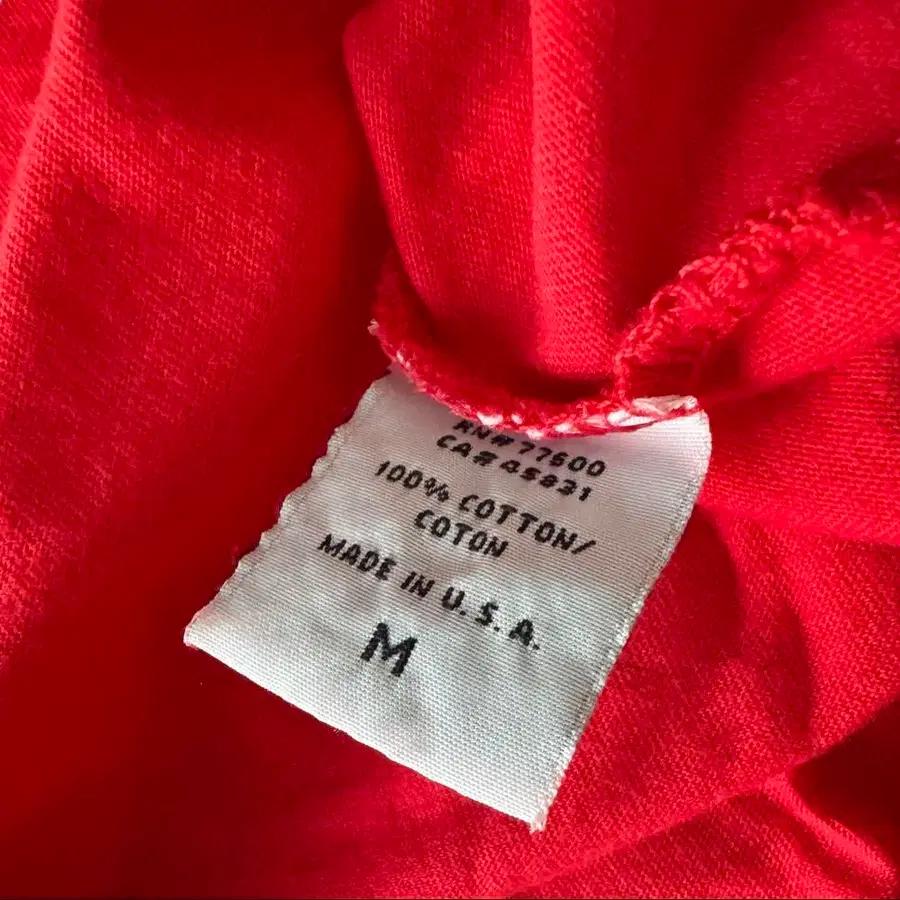 RN# 77600
CA# 45831
100% COTTON/
COTON
MADE IN U.S.A.
M